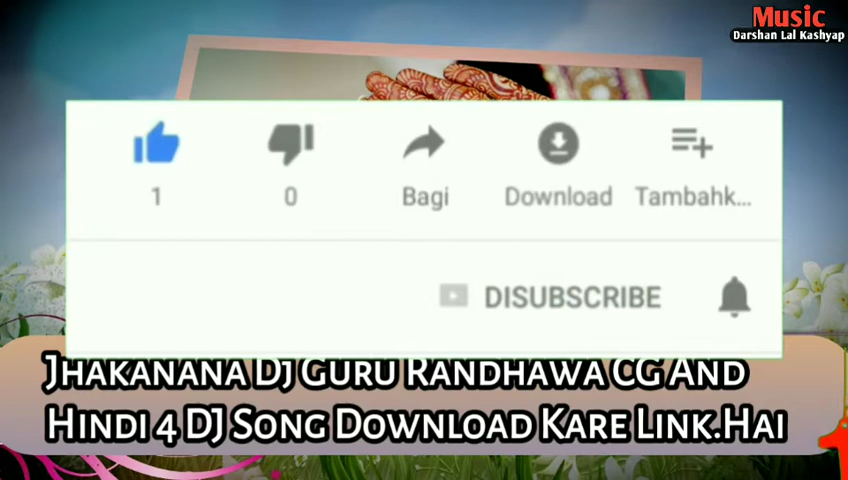 Music
Darshan Lal Kashyap
1
0
Bagi
Download
Tambahk...
DISUBSCRIBE
Jhakanana Dj Guru Randhawa CG And
Hindi 4 DJ Song Download Kare Link.Hai